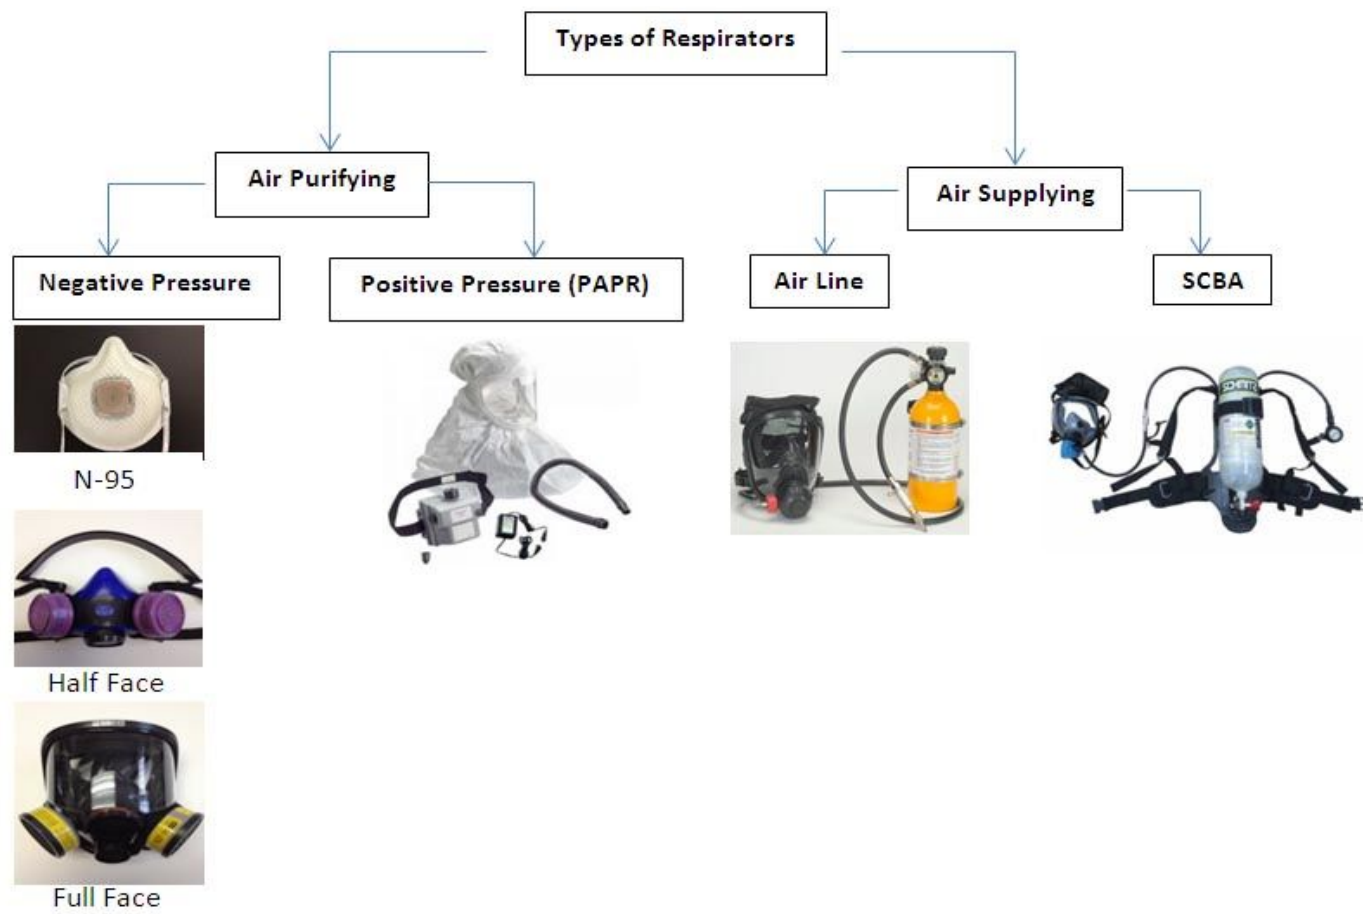 Types of Respirators
Air Purifying
Air Supplying
Negative Pressure
Positive Pressure (PAPR)
Air Line
SCBA
N-95
Half Face
Full Face